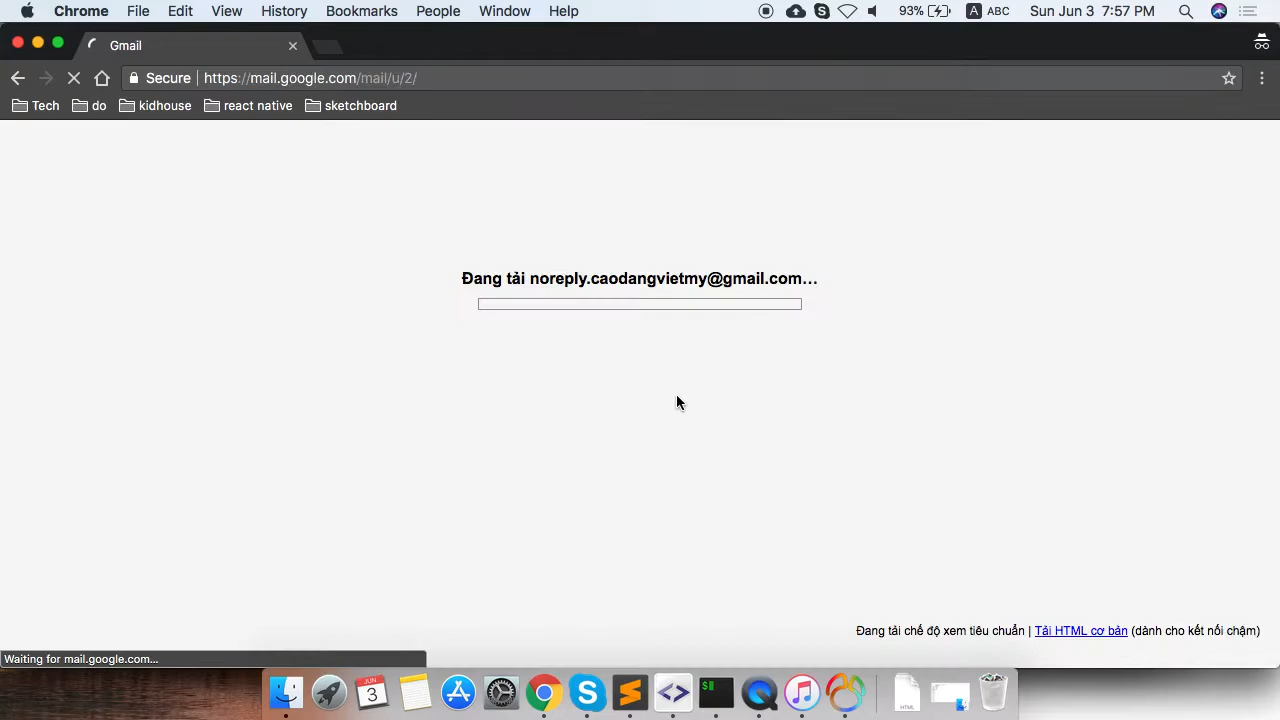 Chrome File Edit View History Bookmarks People Window Help 93% A ABC Sun Jun 3 7:57 PM
Gmail
Secure https://mail.google.com/mail/u/2/
Tech do kidhouse react native sketchboard
Đang tải noreply.caodangvietmy@gmail.com...
Đang tải chế độ xem tiêu chuẩn | Tải HTML cơ bản (dành cho kết nối chậm)
Waiting for mail.google.com...
JUN
3
$
HTML